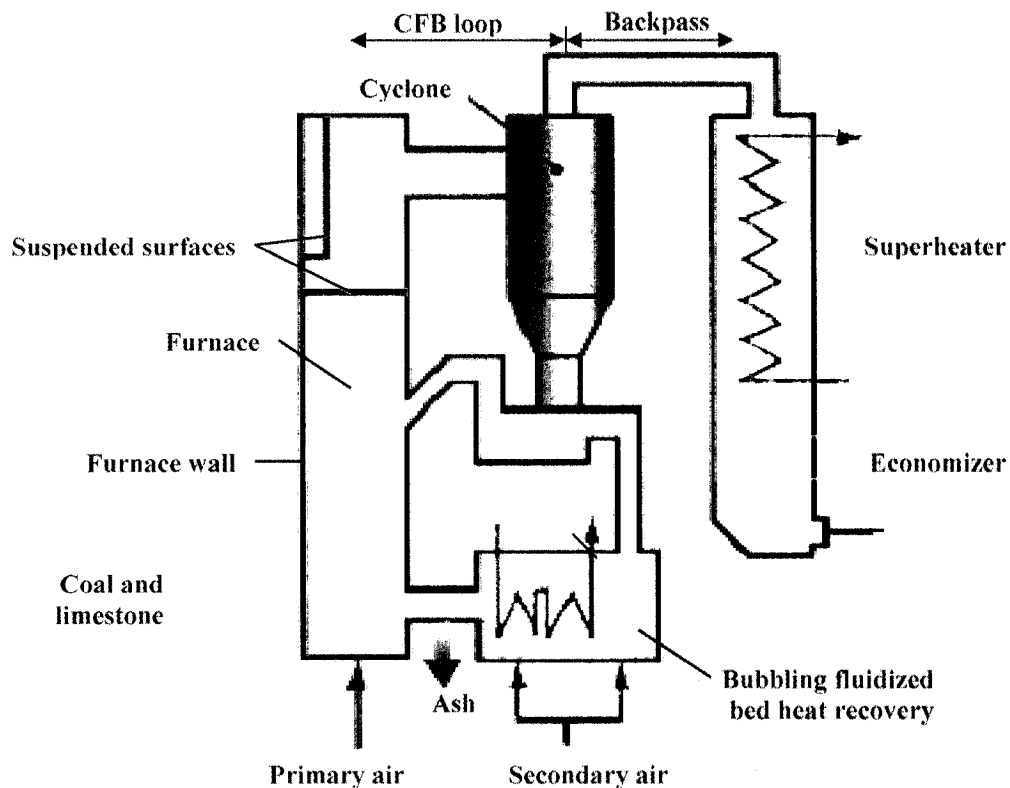 CFB loop
Backpass
Cyclone
Suspended surfaces
Superheater
Furnace
Furnace wall
Economizer
Coal and
limestone
Ash
Bubbling fluidized
bed heat recovery
Primary air
Secondary air